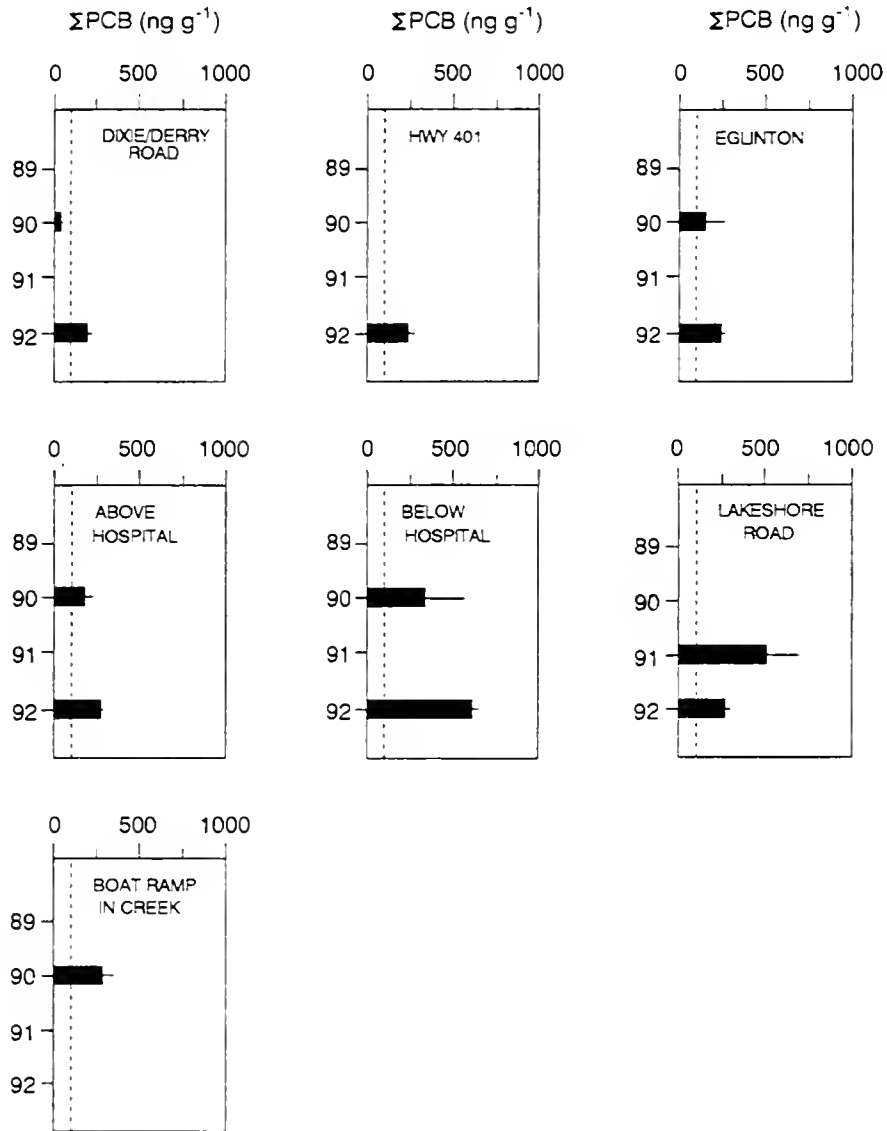 ΣPCB (ng g⁻¹) ΣPCB (ng g⁻¹) ΣPCB (ng g⁻¹)
0 500 1000 0 500 1000 0 500 1000
DIXIE/DERRY
ROAD
89
90
91
92
HWY 401
89
90
91
92
EGLINTON
89
90
91
92
0 500 1000 0 500 1000 0 500 1000
ABOVE
HOSPITAL
89
90
91
92
BELOW
HOSPITAL
89
90
91
92
LAKESHORE
ROAD
89
90
91
92
0 500 1000
BOAT RAMP
IN CREEK
89
90
91
92